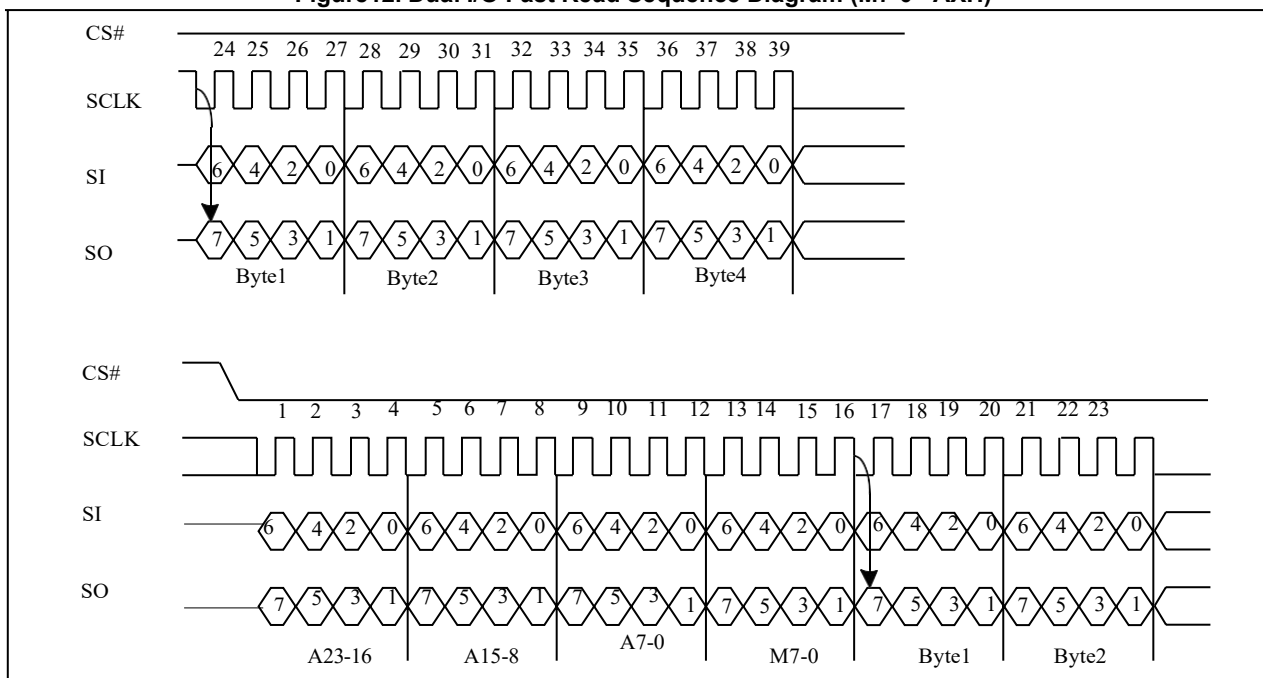 CS#
24 25 26 27 28 29 30 31 32 33 34 35 36 37 38 39
SCLK
SI
6 4 2 0 6 4 2 0 6 4 2 0 6 4 2 0
SO
7 5 3 1 7 5 3 1 7 5 3 1 7 5 3 1
Byte1 Byte2 Byte3 Byte4
CS#
1 2 3 4 5 6 7 8 9 10 11 12 13 14 15 16 17 18 19 20 21 22 23
SCLK
SI
6 4 2 0 6 4 2 0 6 4 2 0 6 4 2 0 6 4 2 0 6 4 2 0
SO
7 5 3 1 7 5 3 1 7 5 3 1 7 5 3 1 7 5 3 1 7 5 3 1
A23-16 A15-8 A7-0 M7-0 Byte1 Byte2